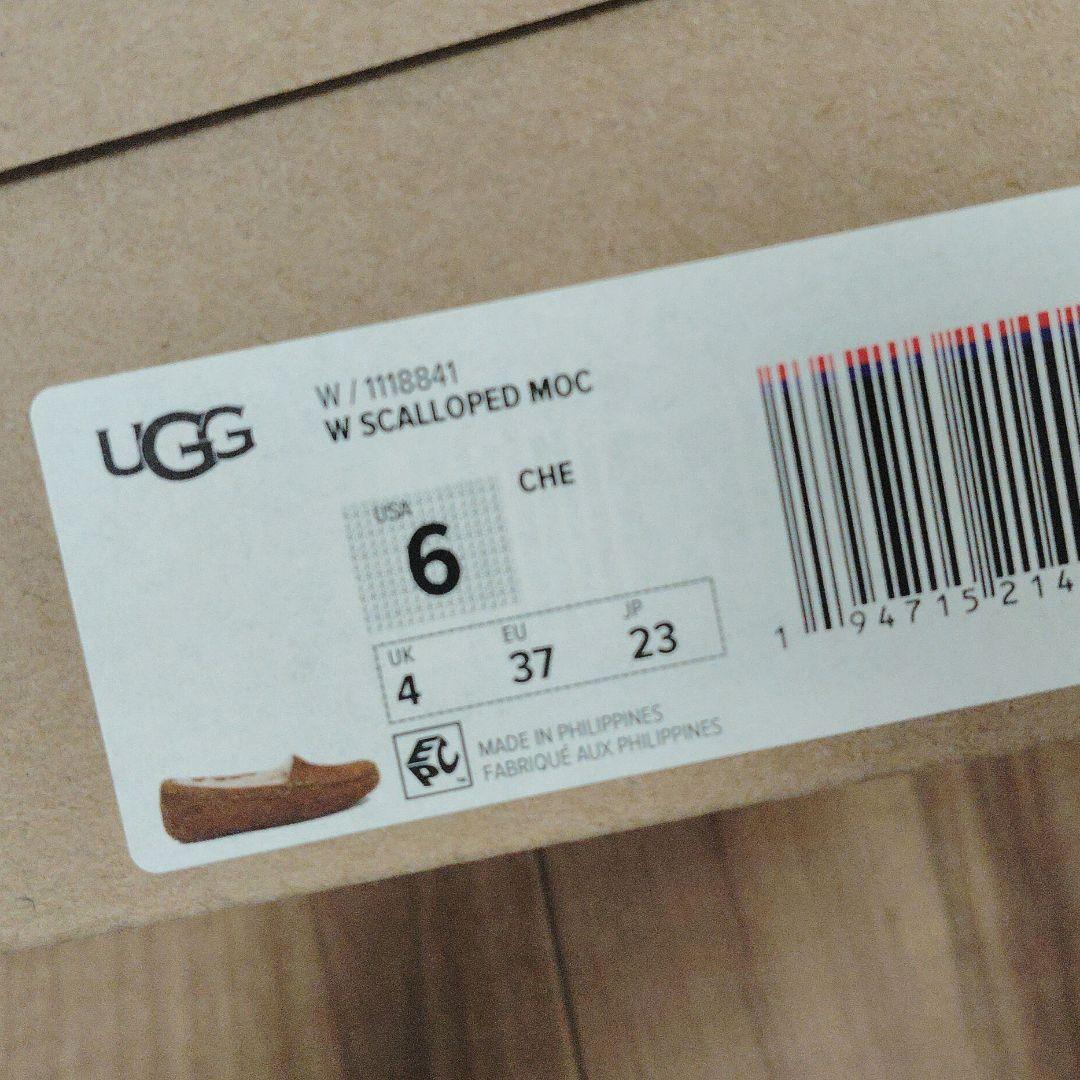 UGG
W / 1118841
W SCALLOPED MOC
CHE
USA
6
UK
4
EU
37
JP
23
EPC
MADE IN PHILIPPINES
FABRIQUÉ AUX PHILIPPINES
1 94715 214